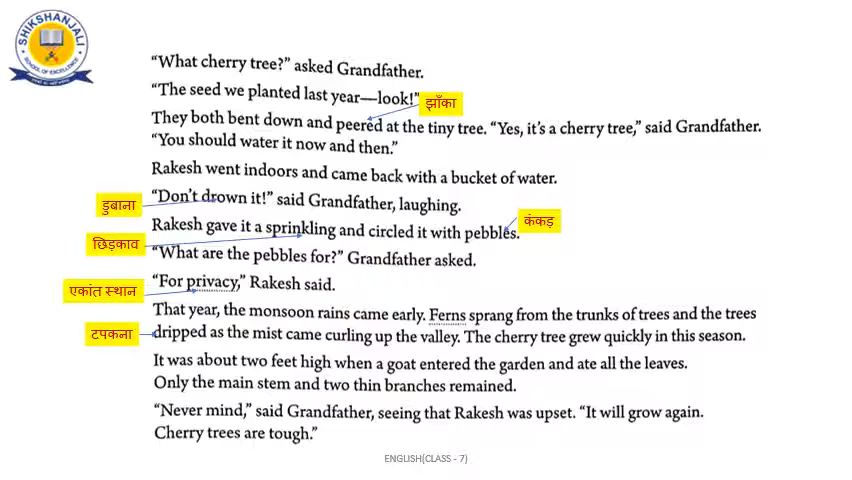 SHIKSHANJALI
SCHOOL OF EXCELLENCE
“What cherry tree?” asked Grandfather.
“The seed we planted last year—look!”
झाँका
They both bent down and peered at the tiny tree. “Yes, it’s a cherry tree,” said Grandfather.
“You should water it now and then.”
Rakesh went indoors and came back with a bucket of water.
डुबाना
“Don’t drown it!” said Grandfather, laughing.
कंकड़
Rakesh gave it a sprinkling and circled it with pebbles.
छिड़काव
“What are the pebbles for?” Grandfather asked.
एकांत स्थान
“For privacy,” Rakesh said.
That year, the monsoon rains came early. Ferns sprang from the trunks of trees and the trees
टपकना
dripped as the mist came curling up the valley. The cherry tree grew quickly in this season.
It was about two feet high when a goat entered the garden and ate all the leaves.
Only the main stem and two thin branches remained.
“Never mind,” said Grandfather, seeing that Rakesh was upset. “It will grow again.
Cherry trees are tough.”
ENGLISH(CLASS - 7)